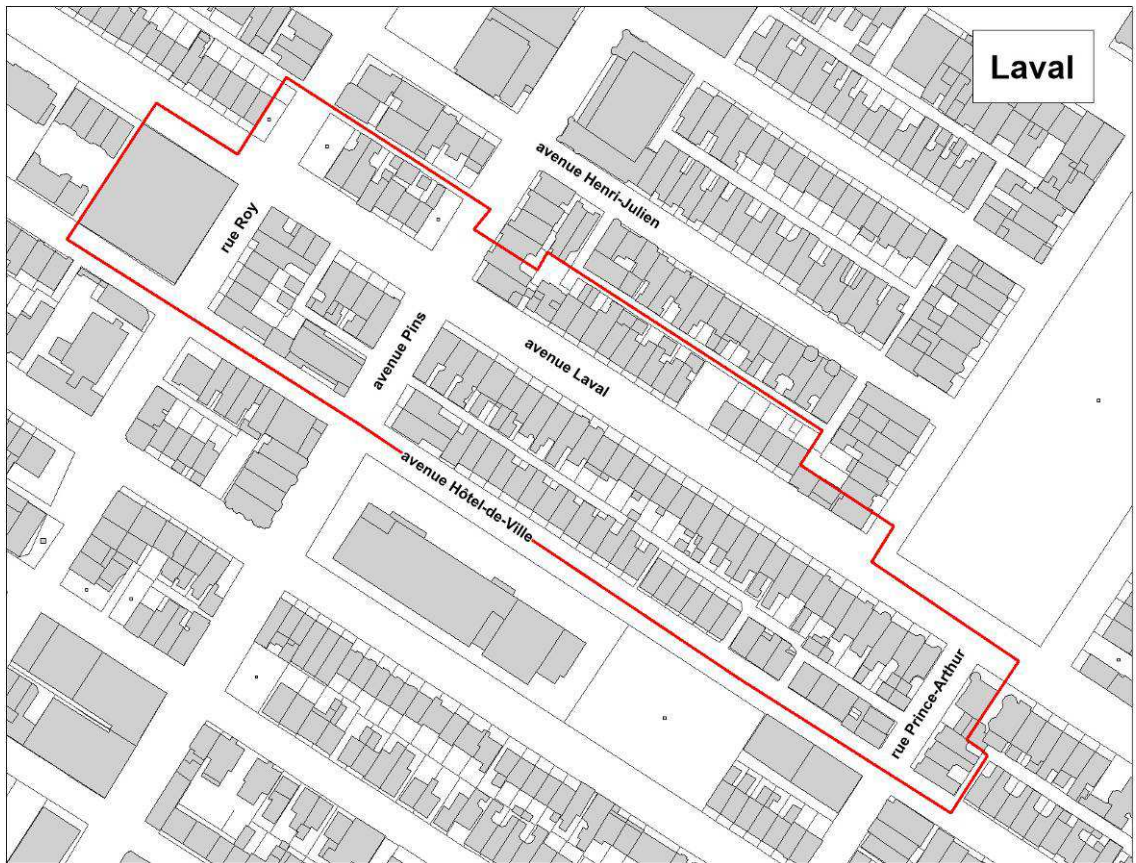 Laval
avenue Henri-Julien
rue Roy
avenue Pins
avenue Laval
avenue Hôtel-de-Ville
rue Prince-Arthur